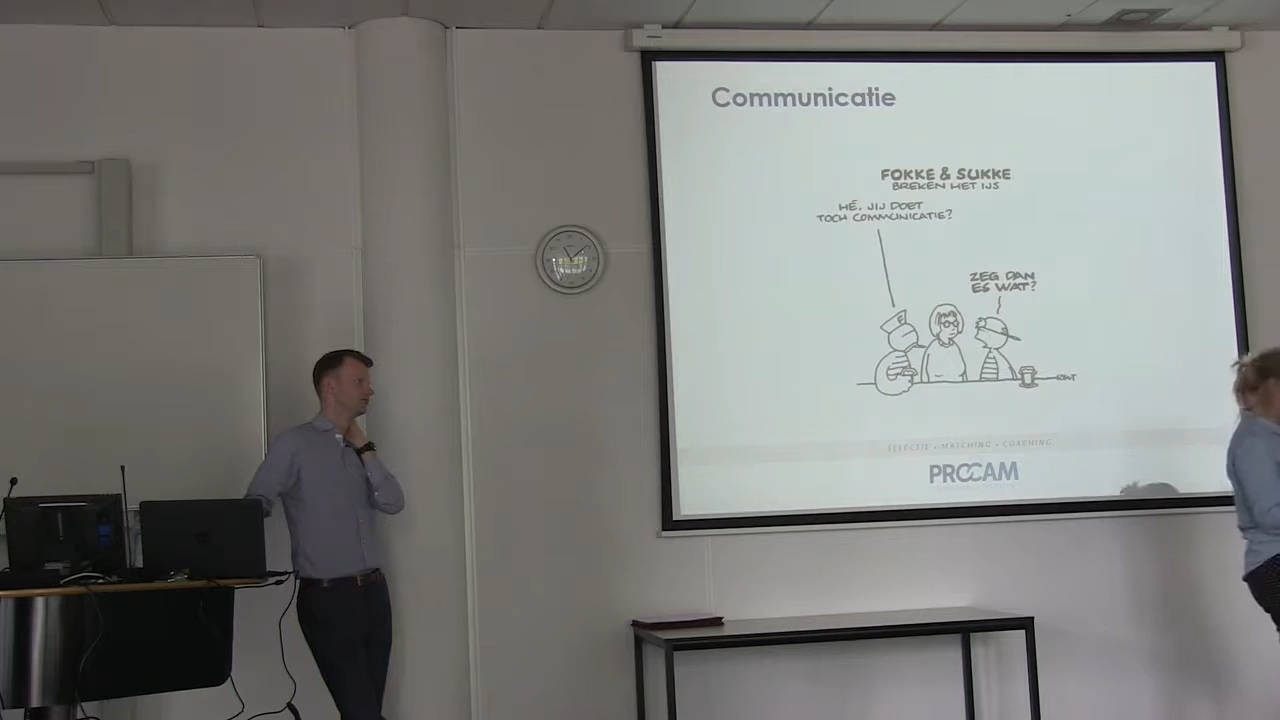 Communicatie
FOKKE & SUKKE
BREKEN HET IJS
HÉ. JIJ DOET
TOCH COMMUNICATIE?
ZEG DAN
ES WAT?
SELECTIE • MATCHING • COACHING
PROCAM